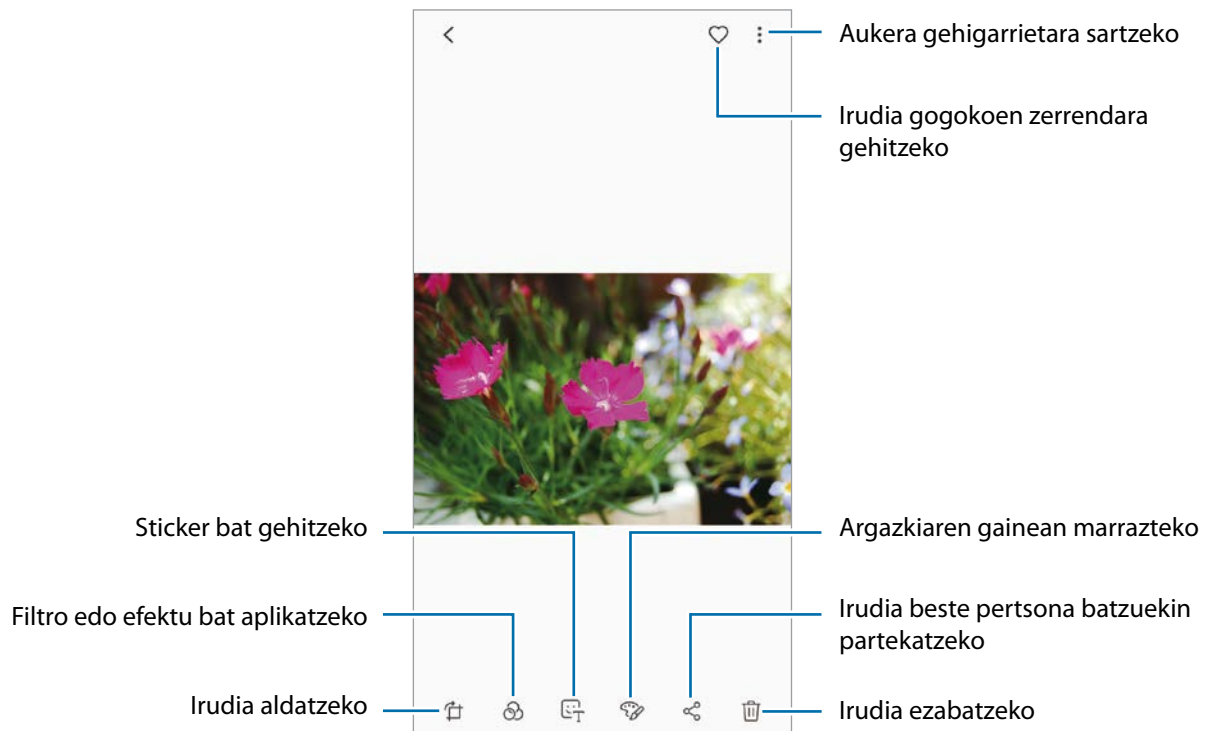 Aukera gehigarrietara sartzeko
Irudia gogokoen zerrendara
gehitzeko
Sticker bat gehitzeko
Argazkiaren gainean marrazteko
Filtro edo efektu bat aplikatzeko
Irudia beste pertsona batzuekin
partekatzeko
Irudia aldatzeko
Irudia ezabatzeko